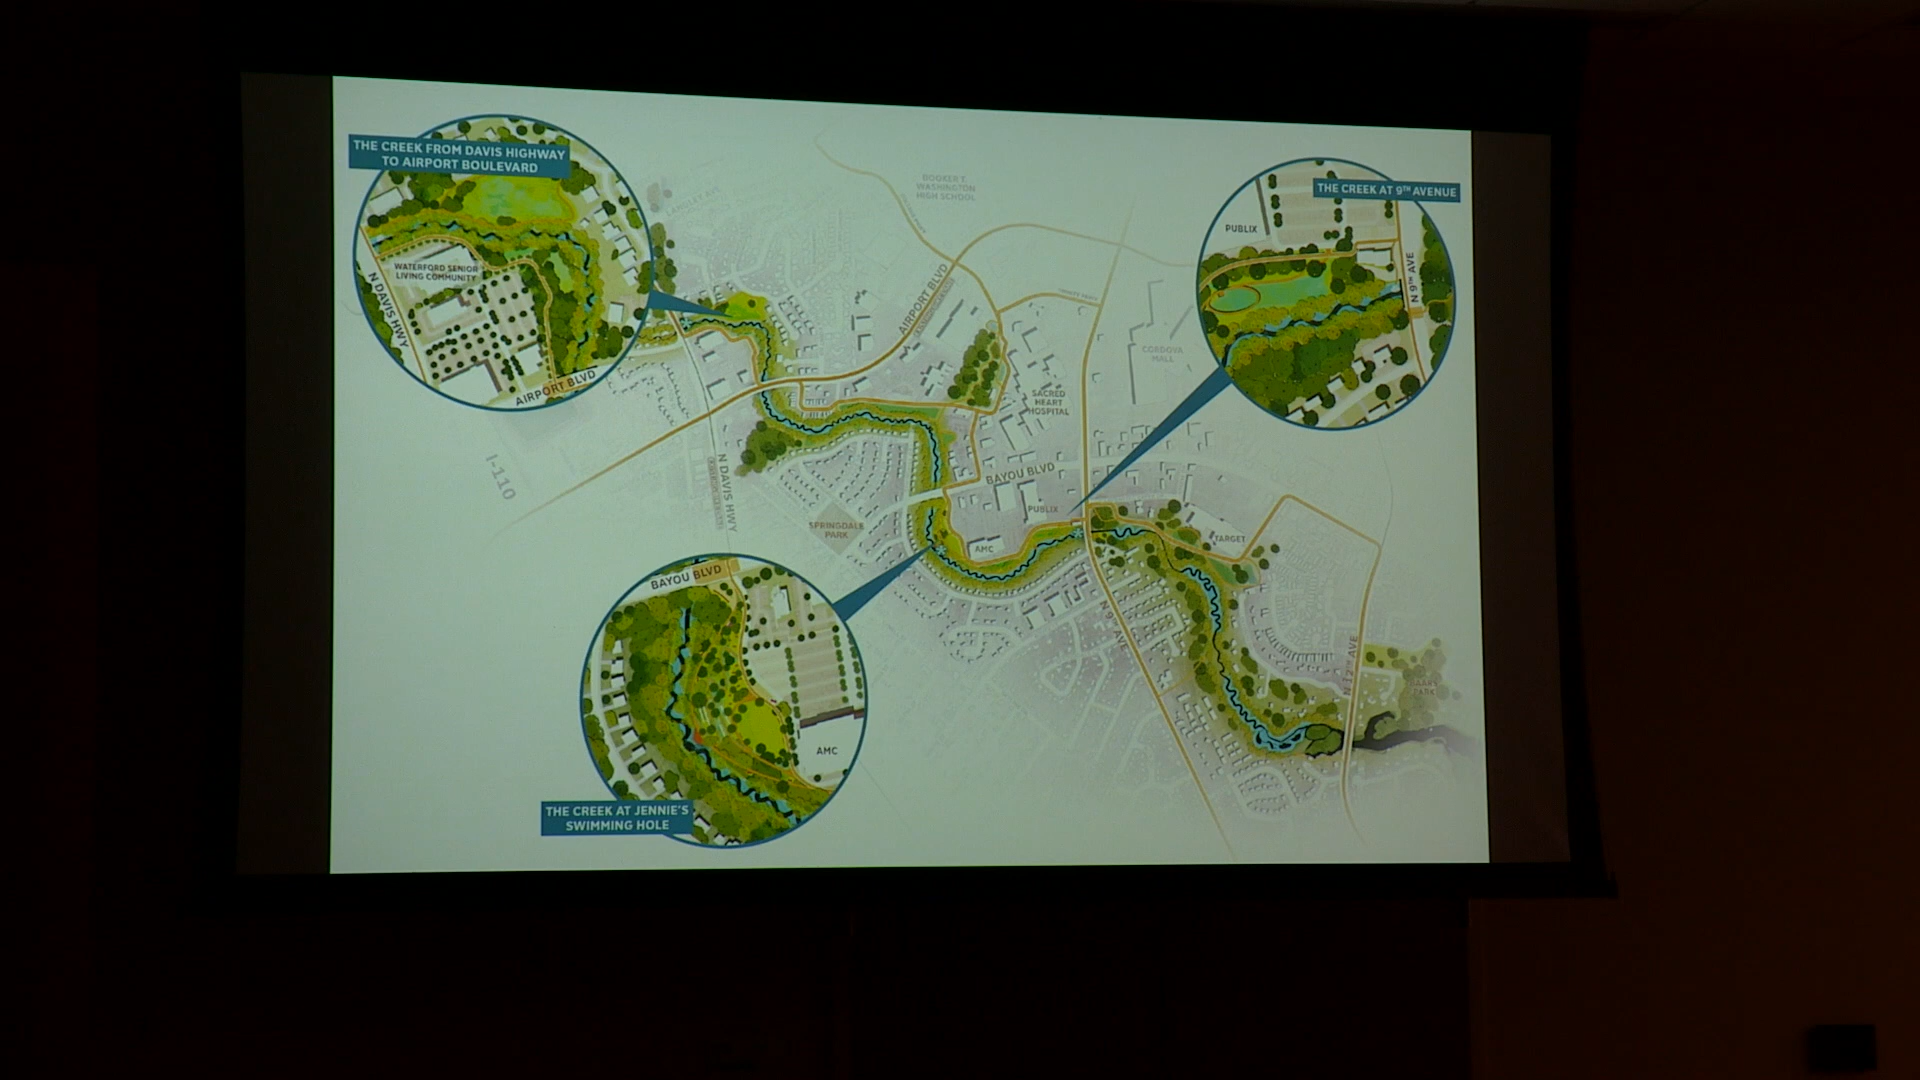 THE CREEK FROM DAVIS HIGHWAY
TO AIRPORT BOULEVARD
WATERFORD SENIOR
LIVING COMMUNITY
N DAVIS HWY
AIRPORT BLVD
LANGLEY AVE
BOOKER T.
WASHINGTON
HIGH SCHOOL
THE CREEK AT 9TH AVENUE
PUBLIX
N 9TH AVE
AIRPORT BLVD
CORDOVA
MALL
SACRED
HEART
HOSPITAL
I-110
N DAVIS HWY
BAYOU BLVD
PUBLIX
SPRINGDALE
PARK
AMC
TARGET
N 9TH AVE
N 12TH AVE
PARK
BAYOU BLVD
AMC
THE CREEK AT JENNIE'S
SWIMMING HOLE